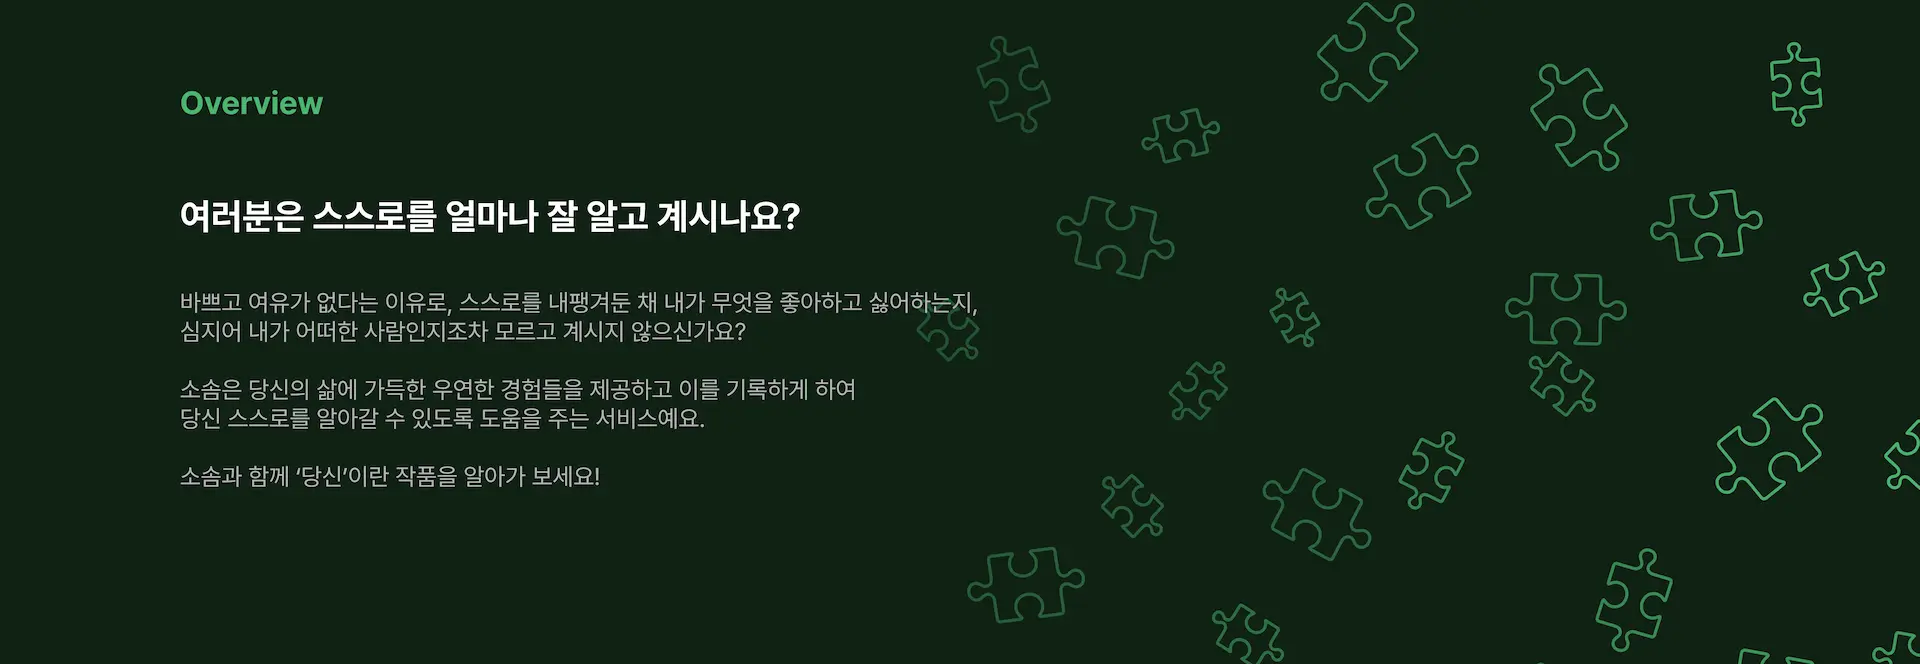 Overview
여러분은 스스로를 얼마나 잘 알고 계시나요?
바쁘고 여유가 없다는 이유로, 스스로를 내팽겨둔 채 내가 무엇을 좋아하고 싫어하는지,
심지어 내가 어떠한 사람인지조차 모르고 계시지 않으신가요?
소솜은 당신의 삶에 가득한 우연한 경험들을 제공하고 이를 기록하게 하여
당신 스스로를 알아갈 수 있도록 도움을 주는 서비스예요.
소솜과 함께 ‘당신’이란 작품을 알아가 보세요!